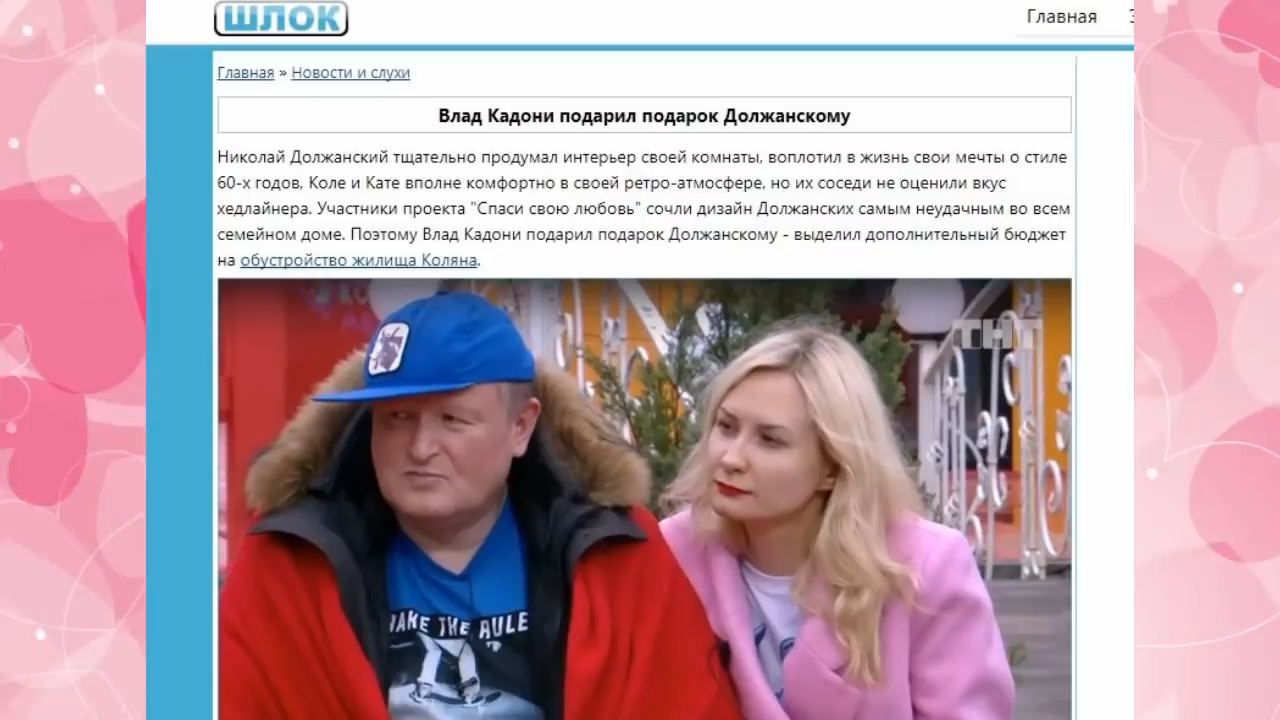 ШЛОК
Главная
Главная » Новости и слухи
Влад Кадони подарил подарок Должанскому
Николай Должанский тщательно продумал интерьер своей комнаты, воплотил в жизнь свои мечты о стиле
60-х годов, Коле и Кате вполне комфортно в своей ретро-атмосфере, но их соседи не оценили вкус
хедлайнера. Участники проекта "Спаси свою любовь" сочли дизайн Должанских самым неудачным во всем
семейном доме. Поэтому Влад Кадони подарил подарок Должанскому - выделил дополнительный бюджет
на обустройство жилища Коляна.
ТНТ
THE RULE